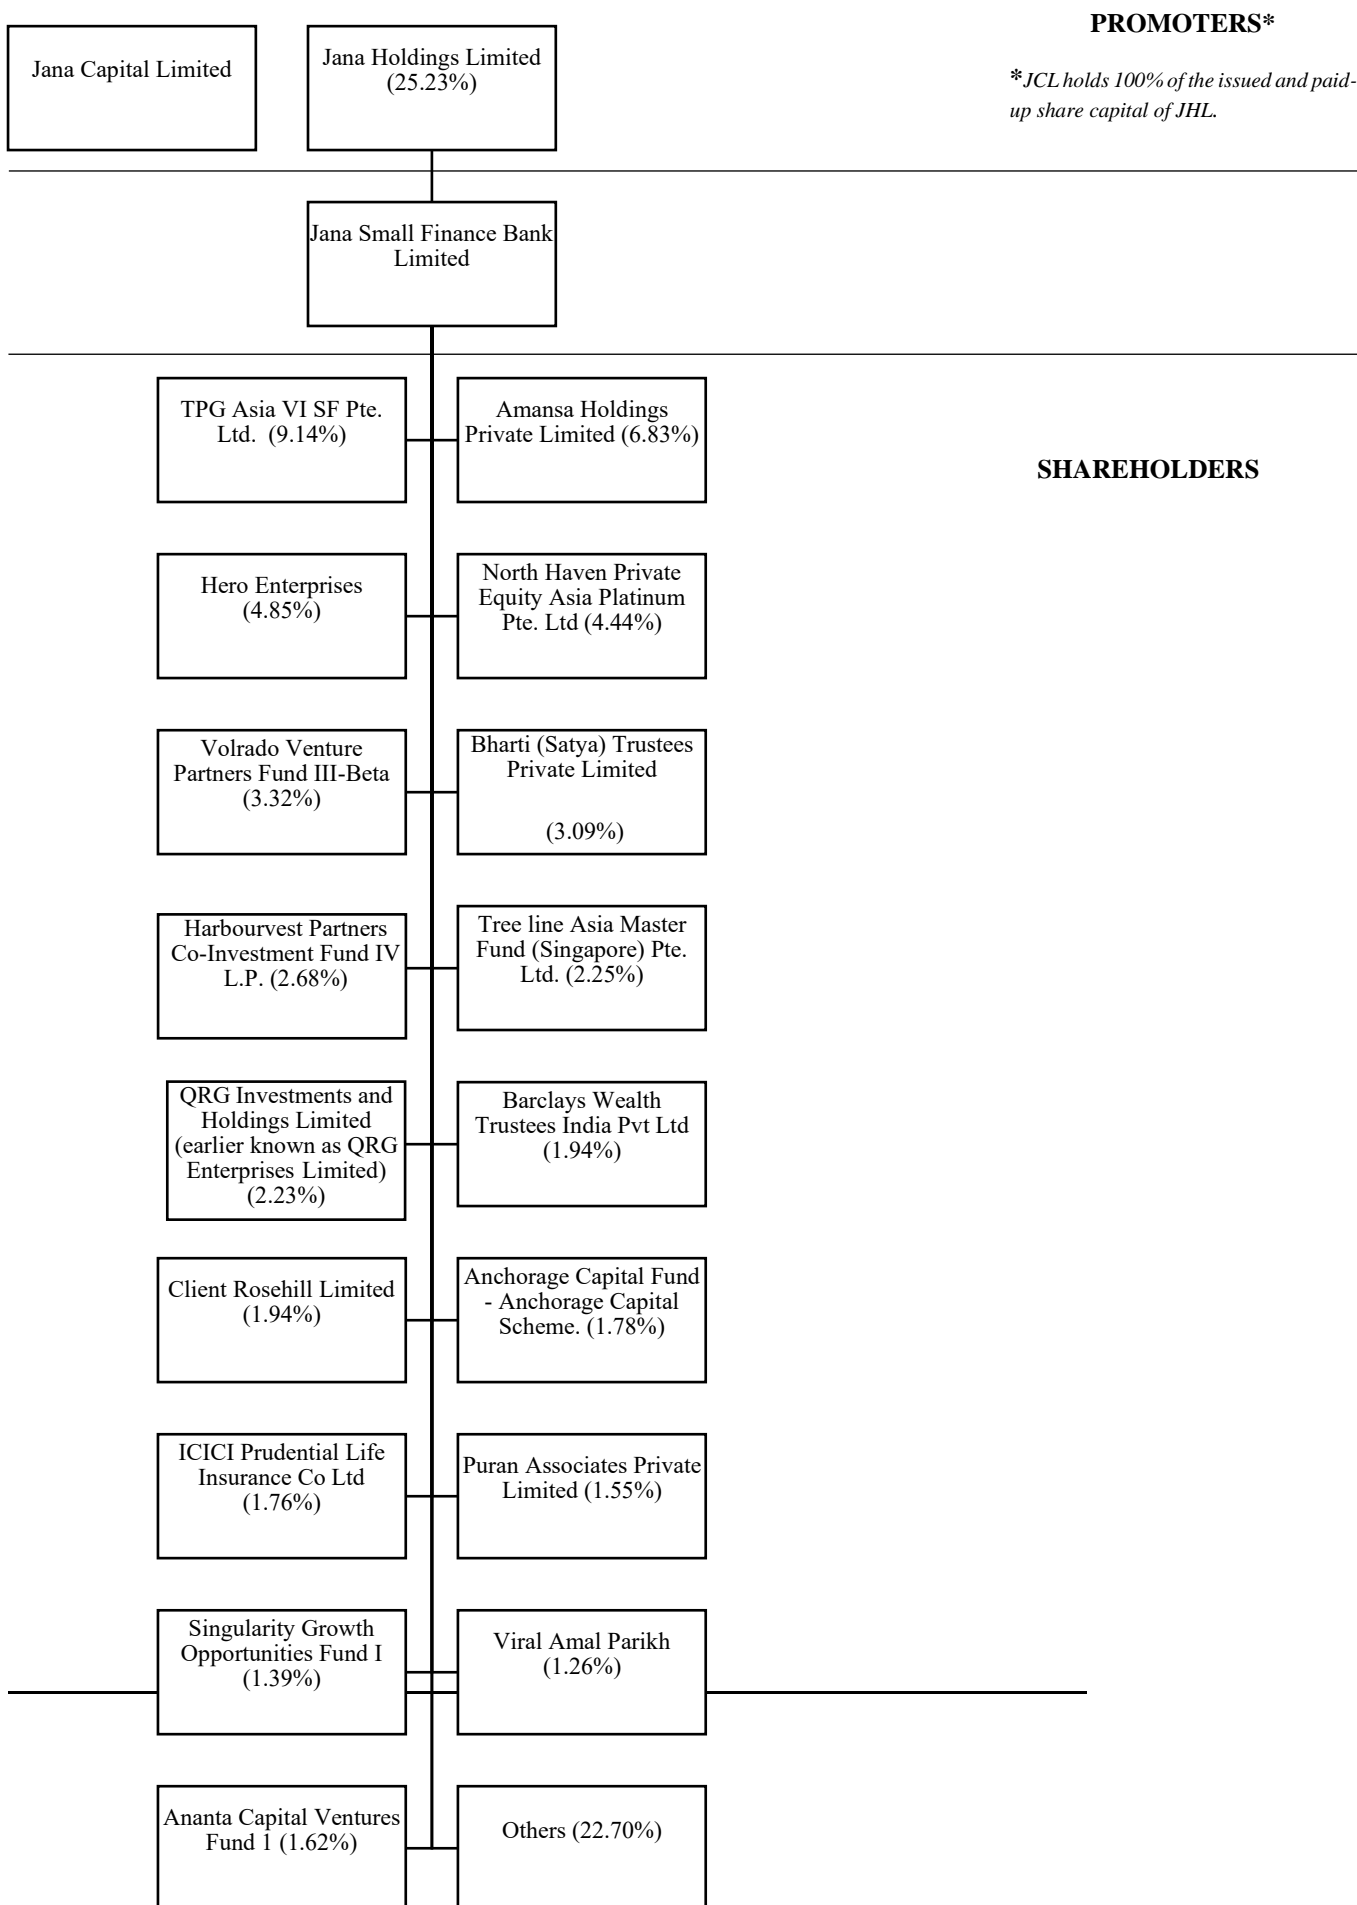 PROMOTERS*
Jana Capital Limited
Jana Holdings Limited
(25.23%)
*JCL holds 100% of the issued and paid-
up share capital of JHL.
Jana Small Finance Bank
Limited
TPG Asia VI SF Pte.
Ltd. (9.14%)
Amansa Holdings
Private Limited (6.83%)
SHAREHOLDERS
Hero Enterprises
(4.85%)
North Haven Private
Equity Asia Platinum
Pte. Ltd (4.44%)
Volrado Venture
Partners Fund III-Beta
(3.32%)
Bharti (Satya) Trustees
Private Limited
(3.09%)
Harbourvest Partners
Co-Investment Fund IV
L.P. (2.68%)
Tree line Asia Master
Fund (Singapore) Pte.
Ltd. (2.25%)
QRG Investments and
Holdings Limited
(earlier known as QRG
Enterprises Limited)
(2.23%)
Barclays Wealth
Trustees India Pvt Ltd
(1.94%)
Client Rosehill Limited
(1.94%)
Anchorage Capital Fund
- Anchorage Capital
Scheme. (1.78%)
ICICI Prudential Life
Insurance Co Ltd
(1.76%)
Puran Associates Private
Limited (1.55%)
Singularity Growth
Opportunities Fund I
(1.39%)
Viral Amal Parikh
(1.26%)
Ananta Capital Ventures
Fund 1 (1.62%)
Others (22.70%)